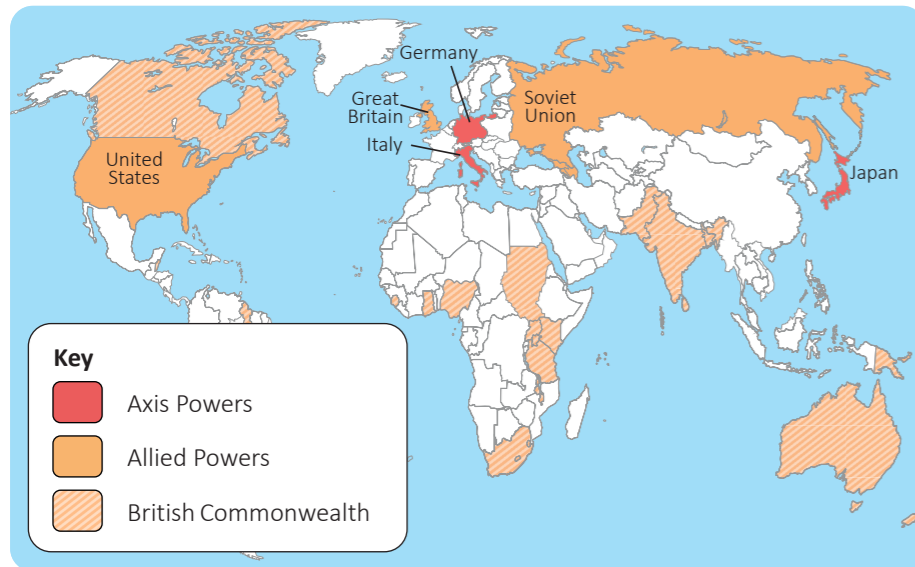 Germany
Great
Britain
Italy
Soviet
Union
United
States
Japan
Key
Axis Powers
Allied Powers
British Commonwealth